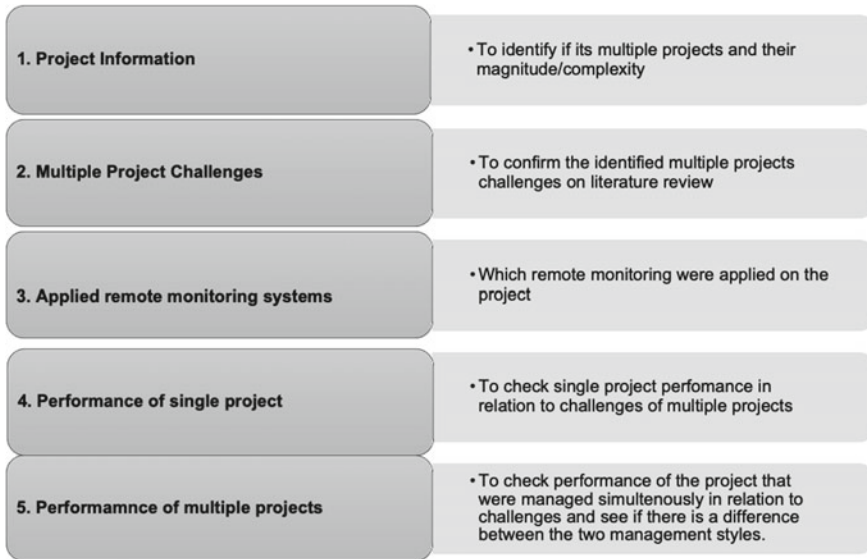 1. Project Information
• To identify if its multiple projects and their
magnitude/complexity
2. Multiple Project Challenges
• To confirm the identified multiple projects
challenges on literature review
3. Applied remote monitoring systems
• Which remote monitoring were applied on the
project
4. Performance of single project
• To check single project perfomance in
relation to challenges of multiple projects
5. Performamnce of multiple projects
• To check performance of the project that
were managed simultenously in relation to
challenges and see if there is a difference
between the two management styles.